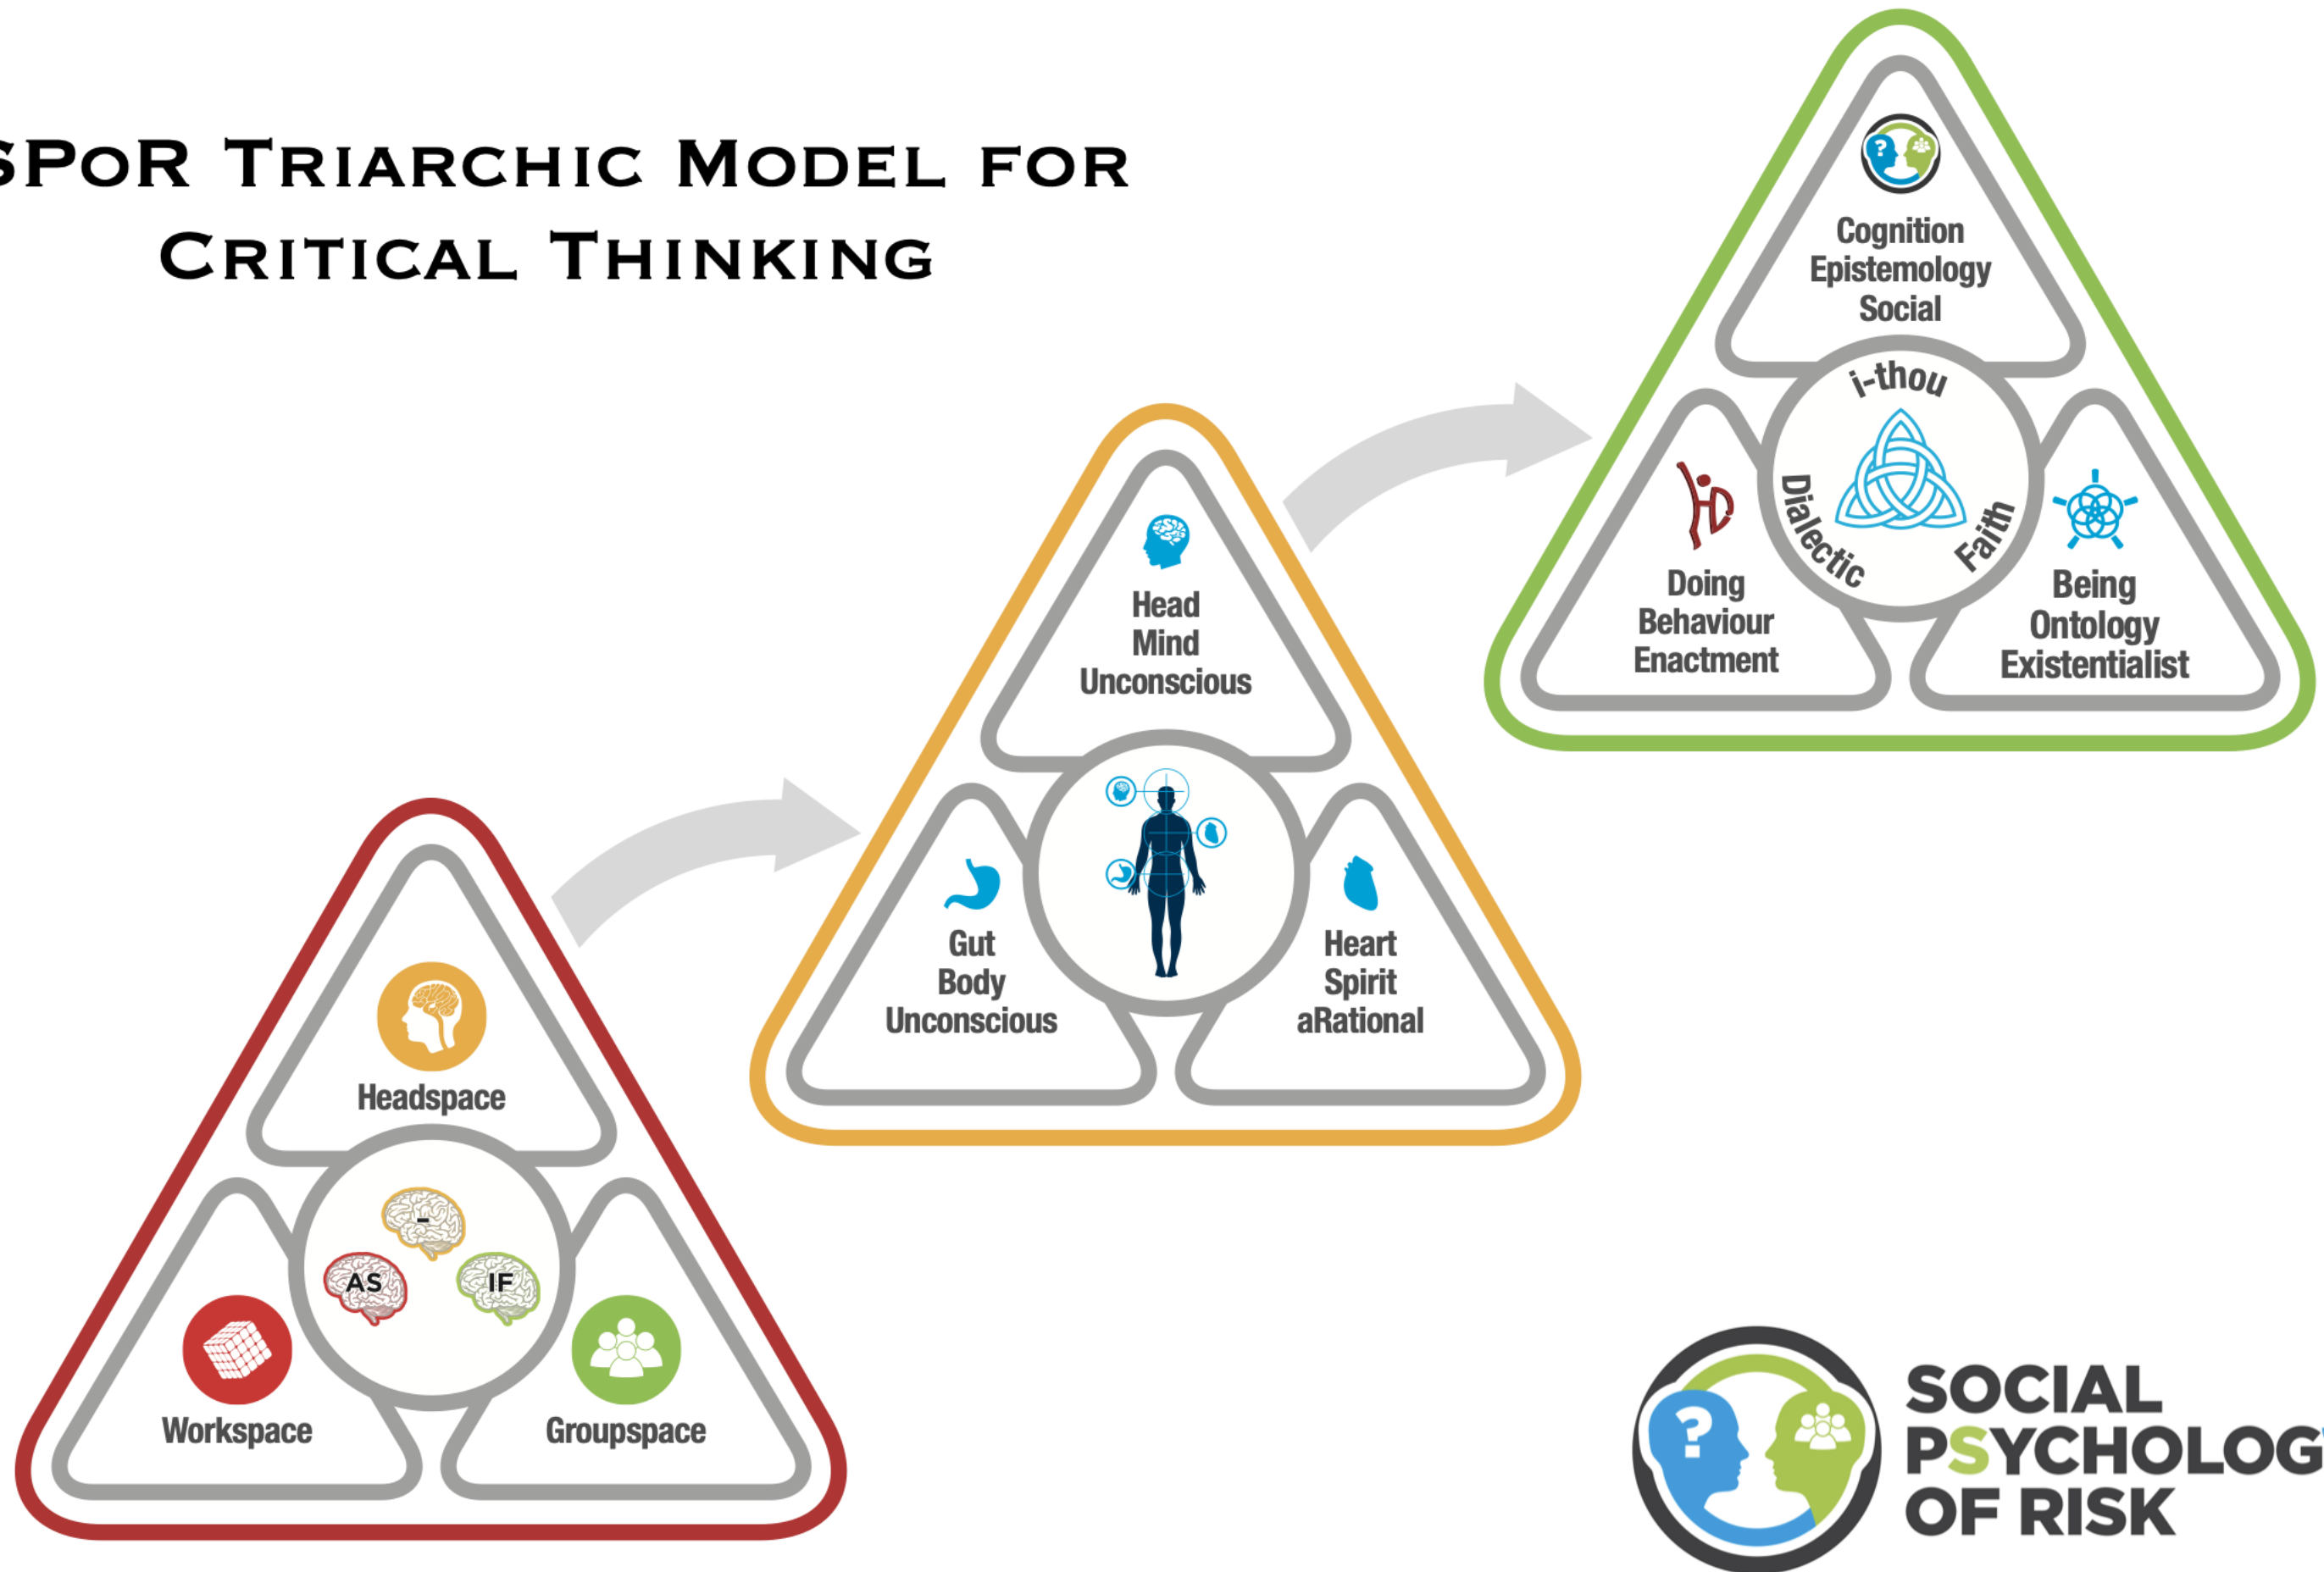 SPoR Triarchic Model for
Critical Thinking
Cognition
Epistemology
Social
i-thou
Dialectic
Faith
Doing
Behaviour
Enactment
Being
Ontology
Existentialist
Head
Mind
Unconscious
Gut
Body
Unconscious
Heart
Spirit
aRational
Headspace
-
AS
IF
Workspace
Groupspace
?
?
SOCIAL
PSYCHOLOG
OF RISK